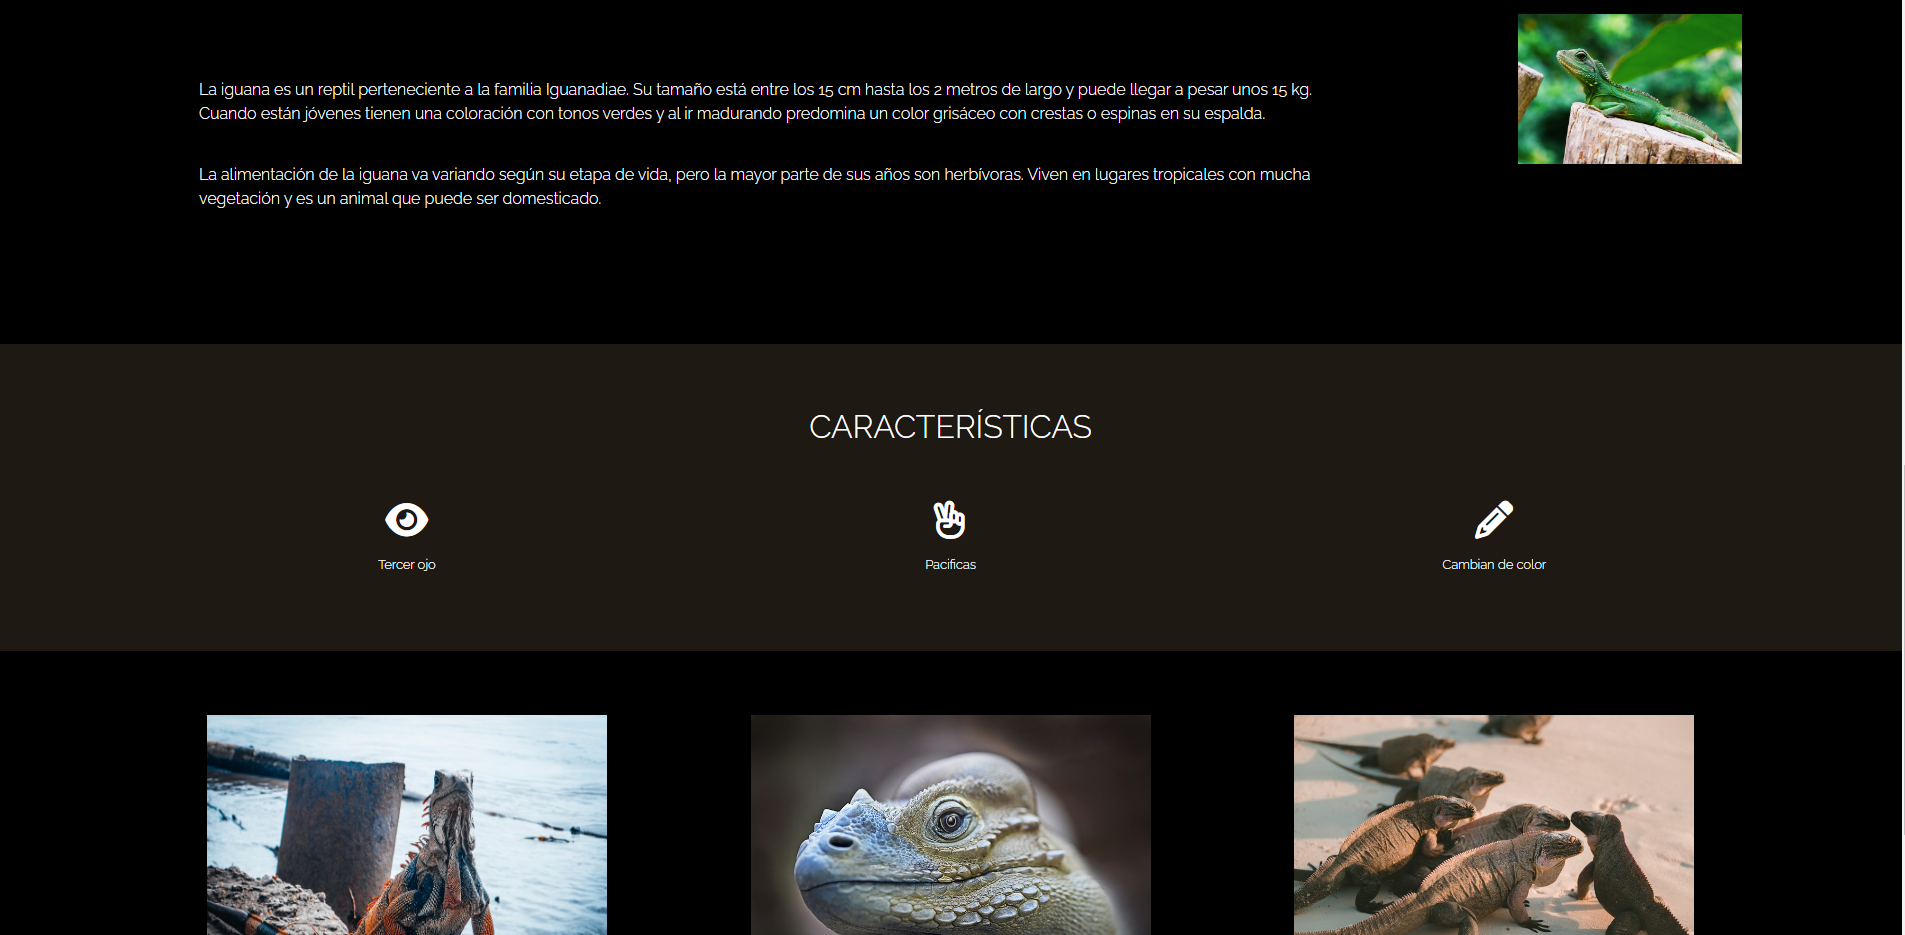 La iguana es un reptil perteneciente a la familia Iguanadiae. Su tamaño está entre los 15 cm hasta los 2 metros de largo y puede llegar a pesar unos 15 kg.
Cuando están jóvenes tienen una coloración con tonos verdes y al ir madurando predomina un color grisáceo con crestas o espinas en su espalda.
La alimentación de la iguana va variando según su etapa de vida, pero la mayor parte de sus años son herbívoras. Viven en lugares tropicales con mucha
vegetación y es un animal que puede ser domesticado.
CARACTERÍSTICAS
Tercer ojo
Pacificas
Cambian de color